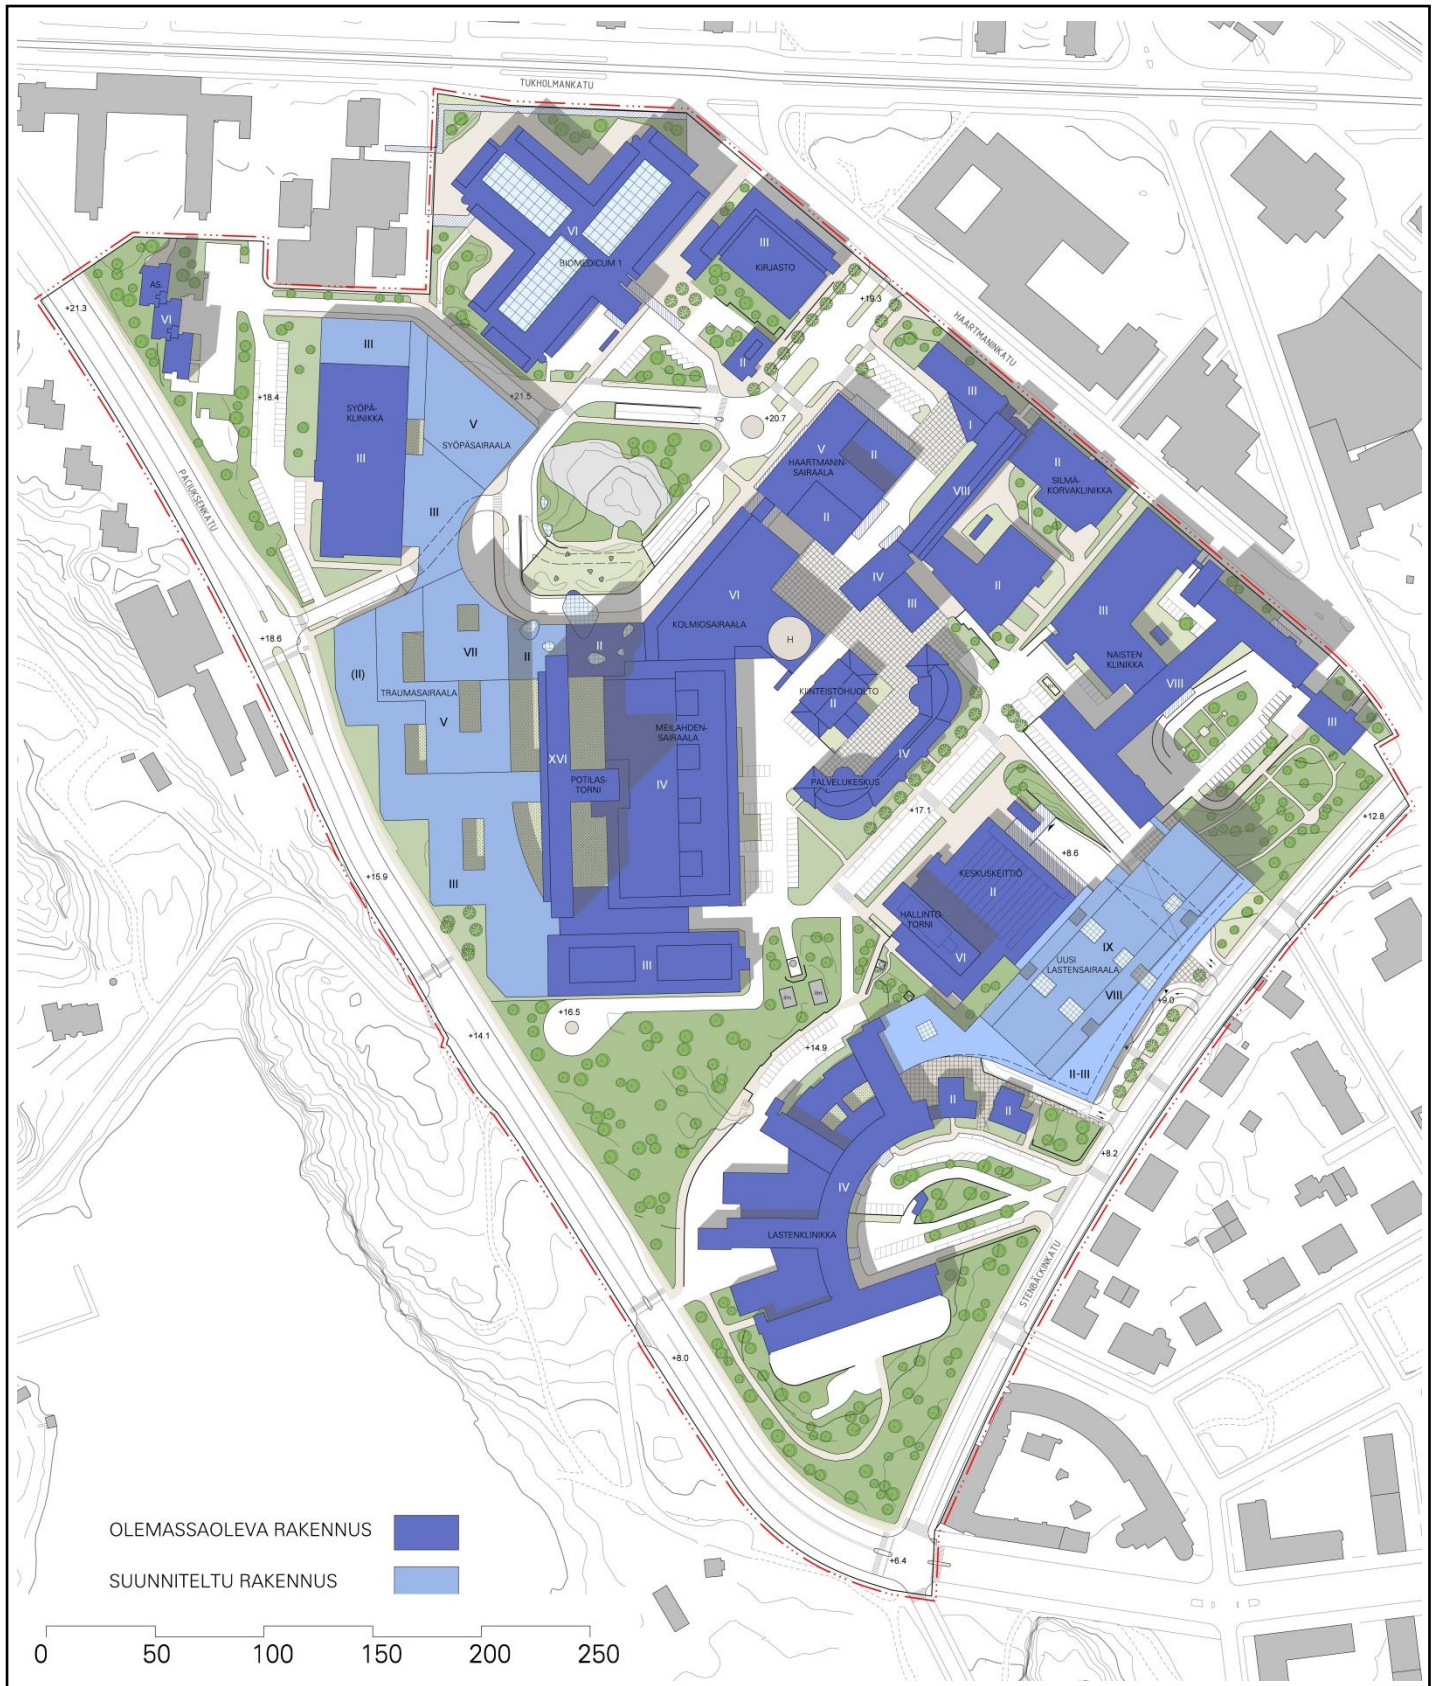 TUKHOLMANKATU
VI
BIOMEDICUM 1
III
KIRJASTO
AS.
VI
+21.3
+19.3
HAARTMANINKATU
II
III
+18.4
SYÖPÄ-
KLINIKKA
III
+21.5
V
SYÖPÄSAIRAALA
III
+20.7
V
HAARTMANIN-
SAIRAALA
II
II
III
I
VIII
II
SILMÄ-
KORVAKLINIKKA
II
PACIUKSENKATU
IV
III
VI
KOLMIOSAIRAALA
H
III
NAISTEN
KLINIKKA
VIII
III
+18.6
(II)
VII
II
II
TRAUMASAIRAALA
V
KIINTEISTÖHUOLTO
II
MEILAHDEN-
SAIRAALA
XVI
POTILAS-
TORNI
IV
IV
PALVELUKESKUS
+17.1
+12.8
+8.6
KESKUSKEITTIÖ
II
HALLINTO-
TORNI
VI
+15.9
III
III
IX
UUSI
LASTENSAIRAALA
VIII
+9.0
ilm
ilm
+16.5
+14.1
+14.9
II-III
II
II
+8.2
IV
LASTENKLINIKKA
STENBÄCKINKATU
+8.0
+6.4
OLEMASSAOLEVA RAKENNUS
SUUNNITELTU RAKENNUS
0 50 100 150 200 250